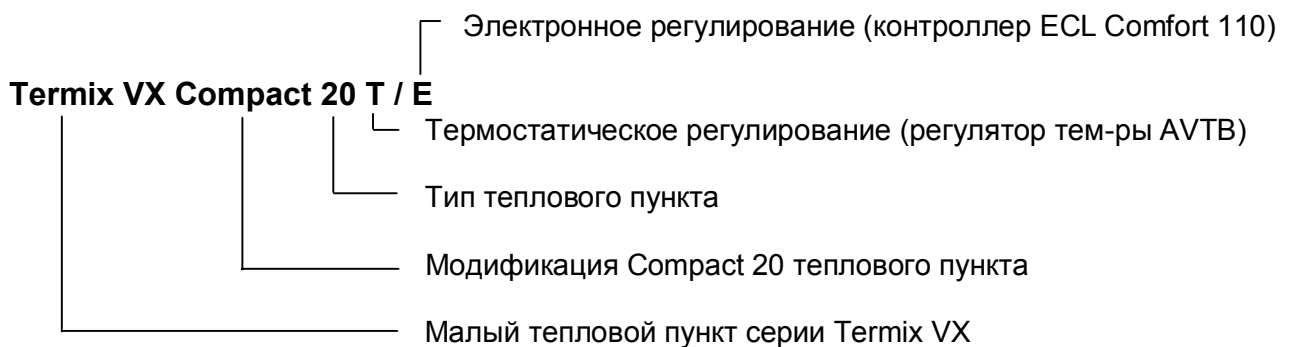 Электронное регулирование (контроллер ECL Comfort 110)
Termix VX Compact 20 T / E
Термостатическое регулирование (регулятор тем-ры AVTB)
Тип теплового пункта
Модификация Compact 20 теплового пункта
Малый тепловой пункт серии Termix VX